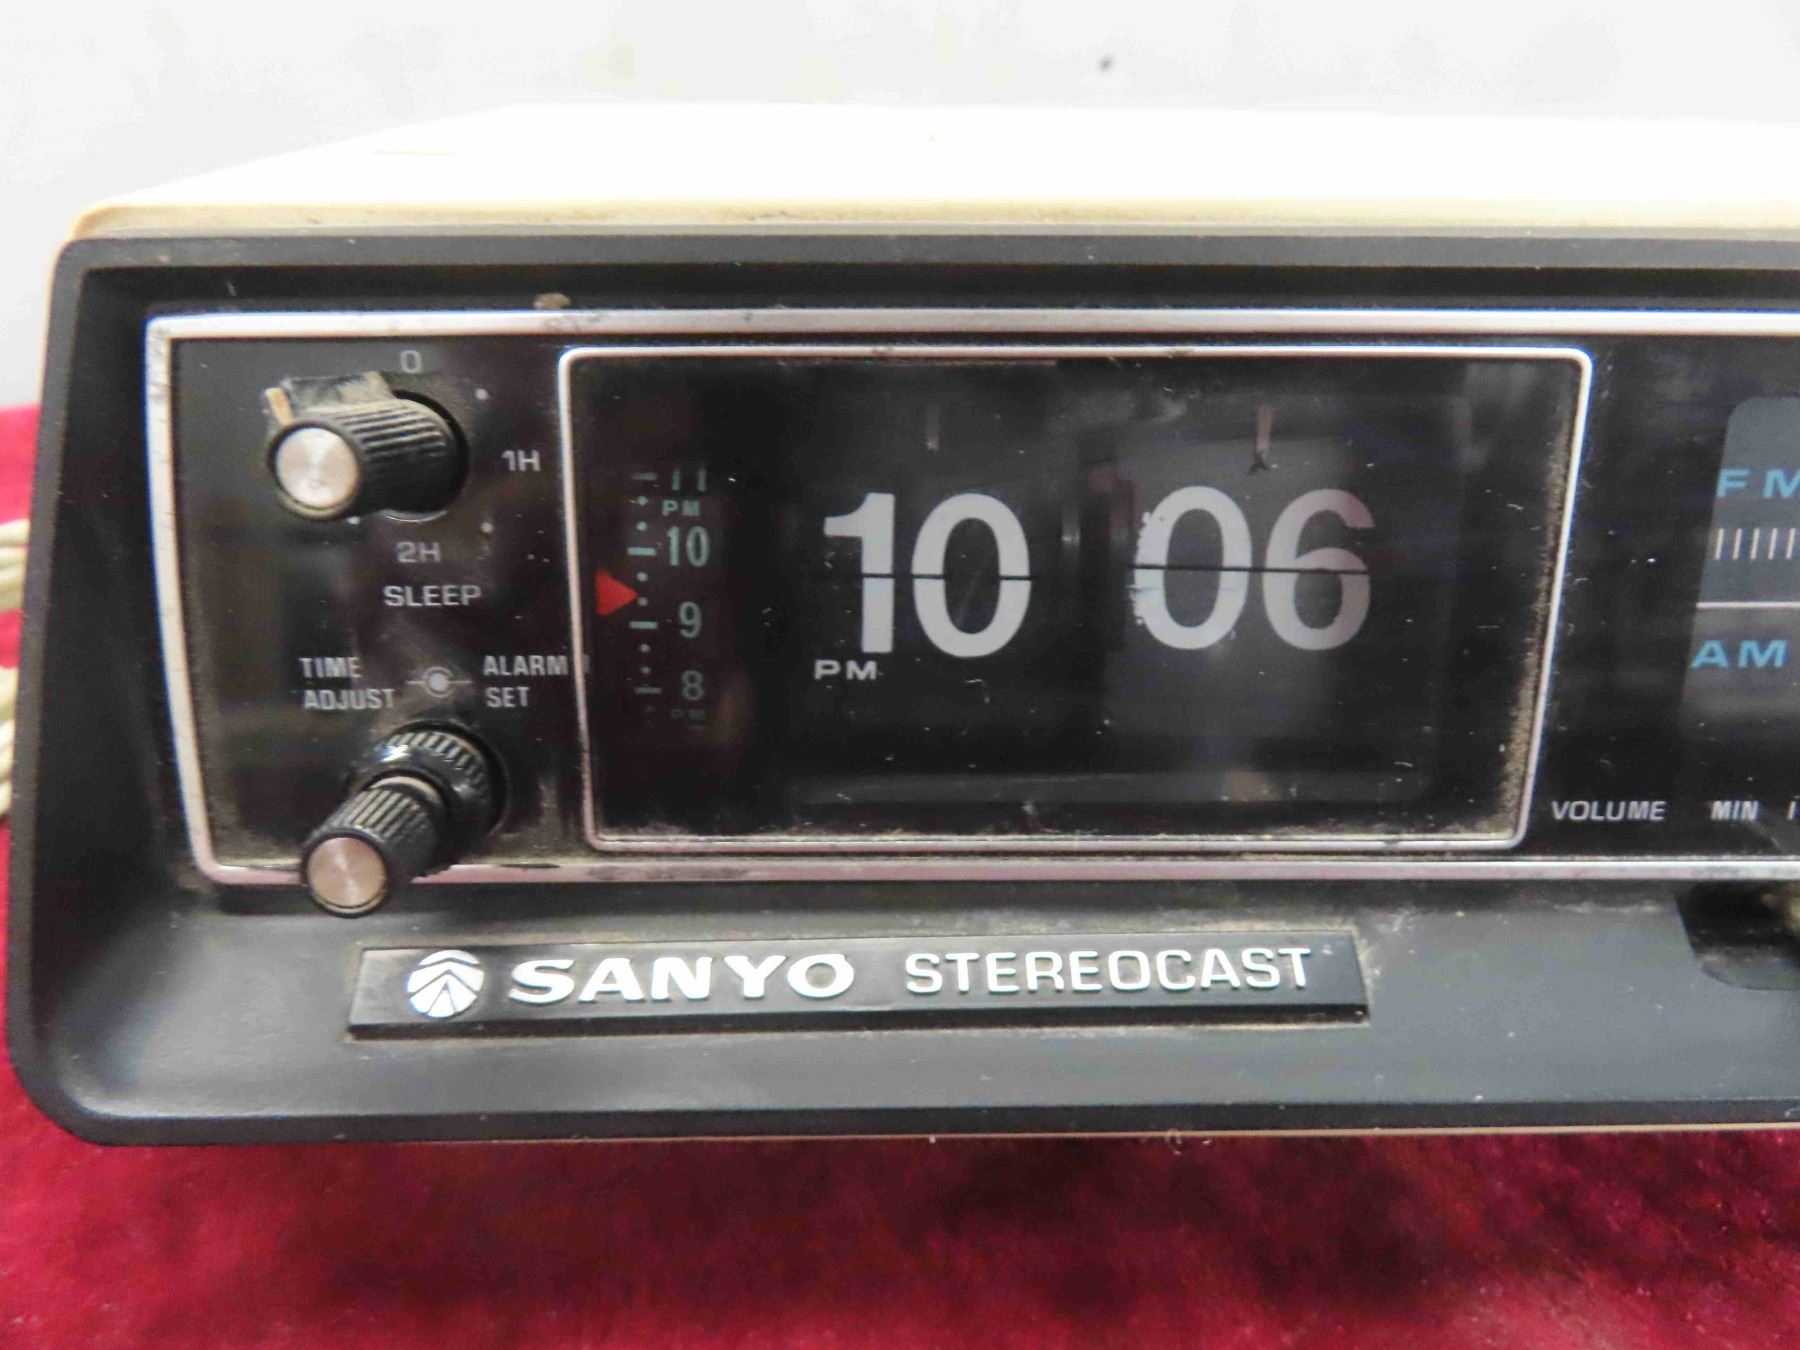 0
1H
2H
SLEEP
TIME
ADJUST
ALARM
SET
11
PM
10
9
8
PM
10 06
PM
FM
AM
VOLUME MIN
SANYO STEREOCAST